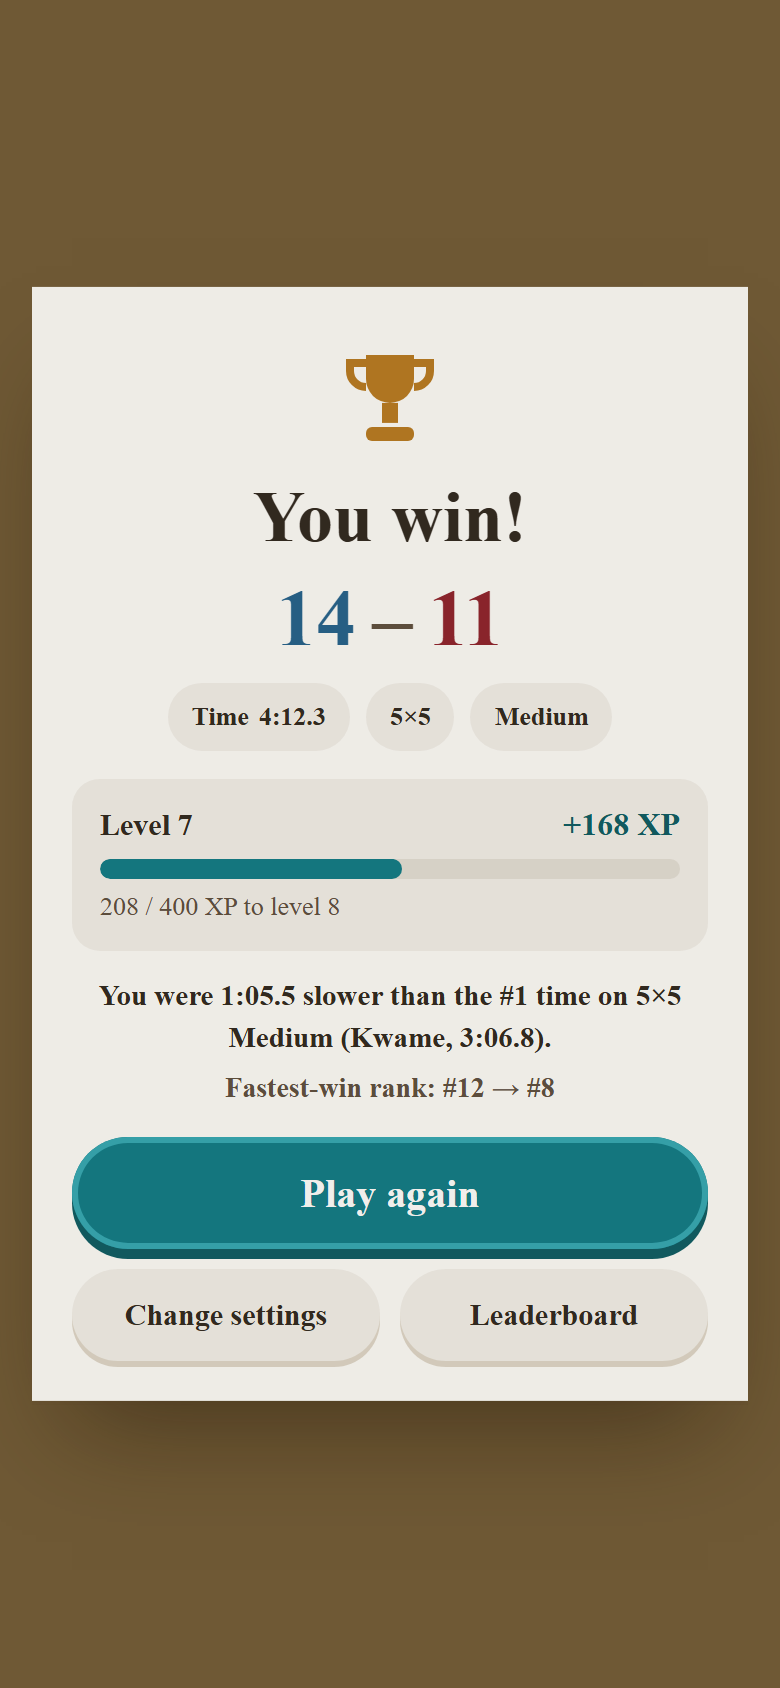 You win!
14 – 11
Time 4:12.3 5×5 Medium
Level 7 +168 XP
208 / 400 XP to level 8
You were 1:05.5 slower than the #1 time on 5×5
Medium (Kwame, 3:06.8).
Fastest-win rank: #12 → #8
Play again
Change settings Leaderboard